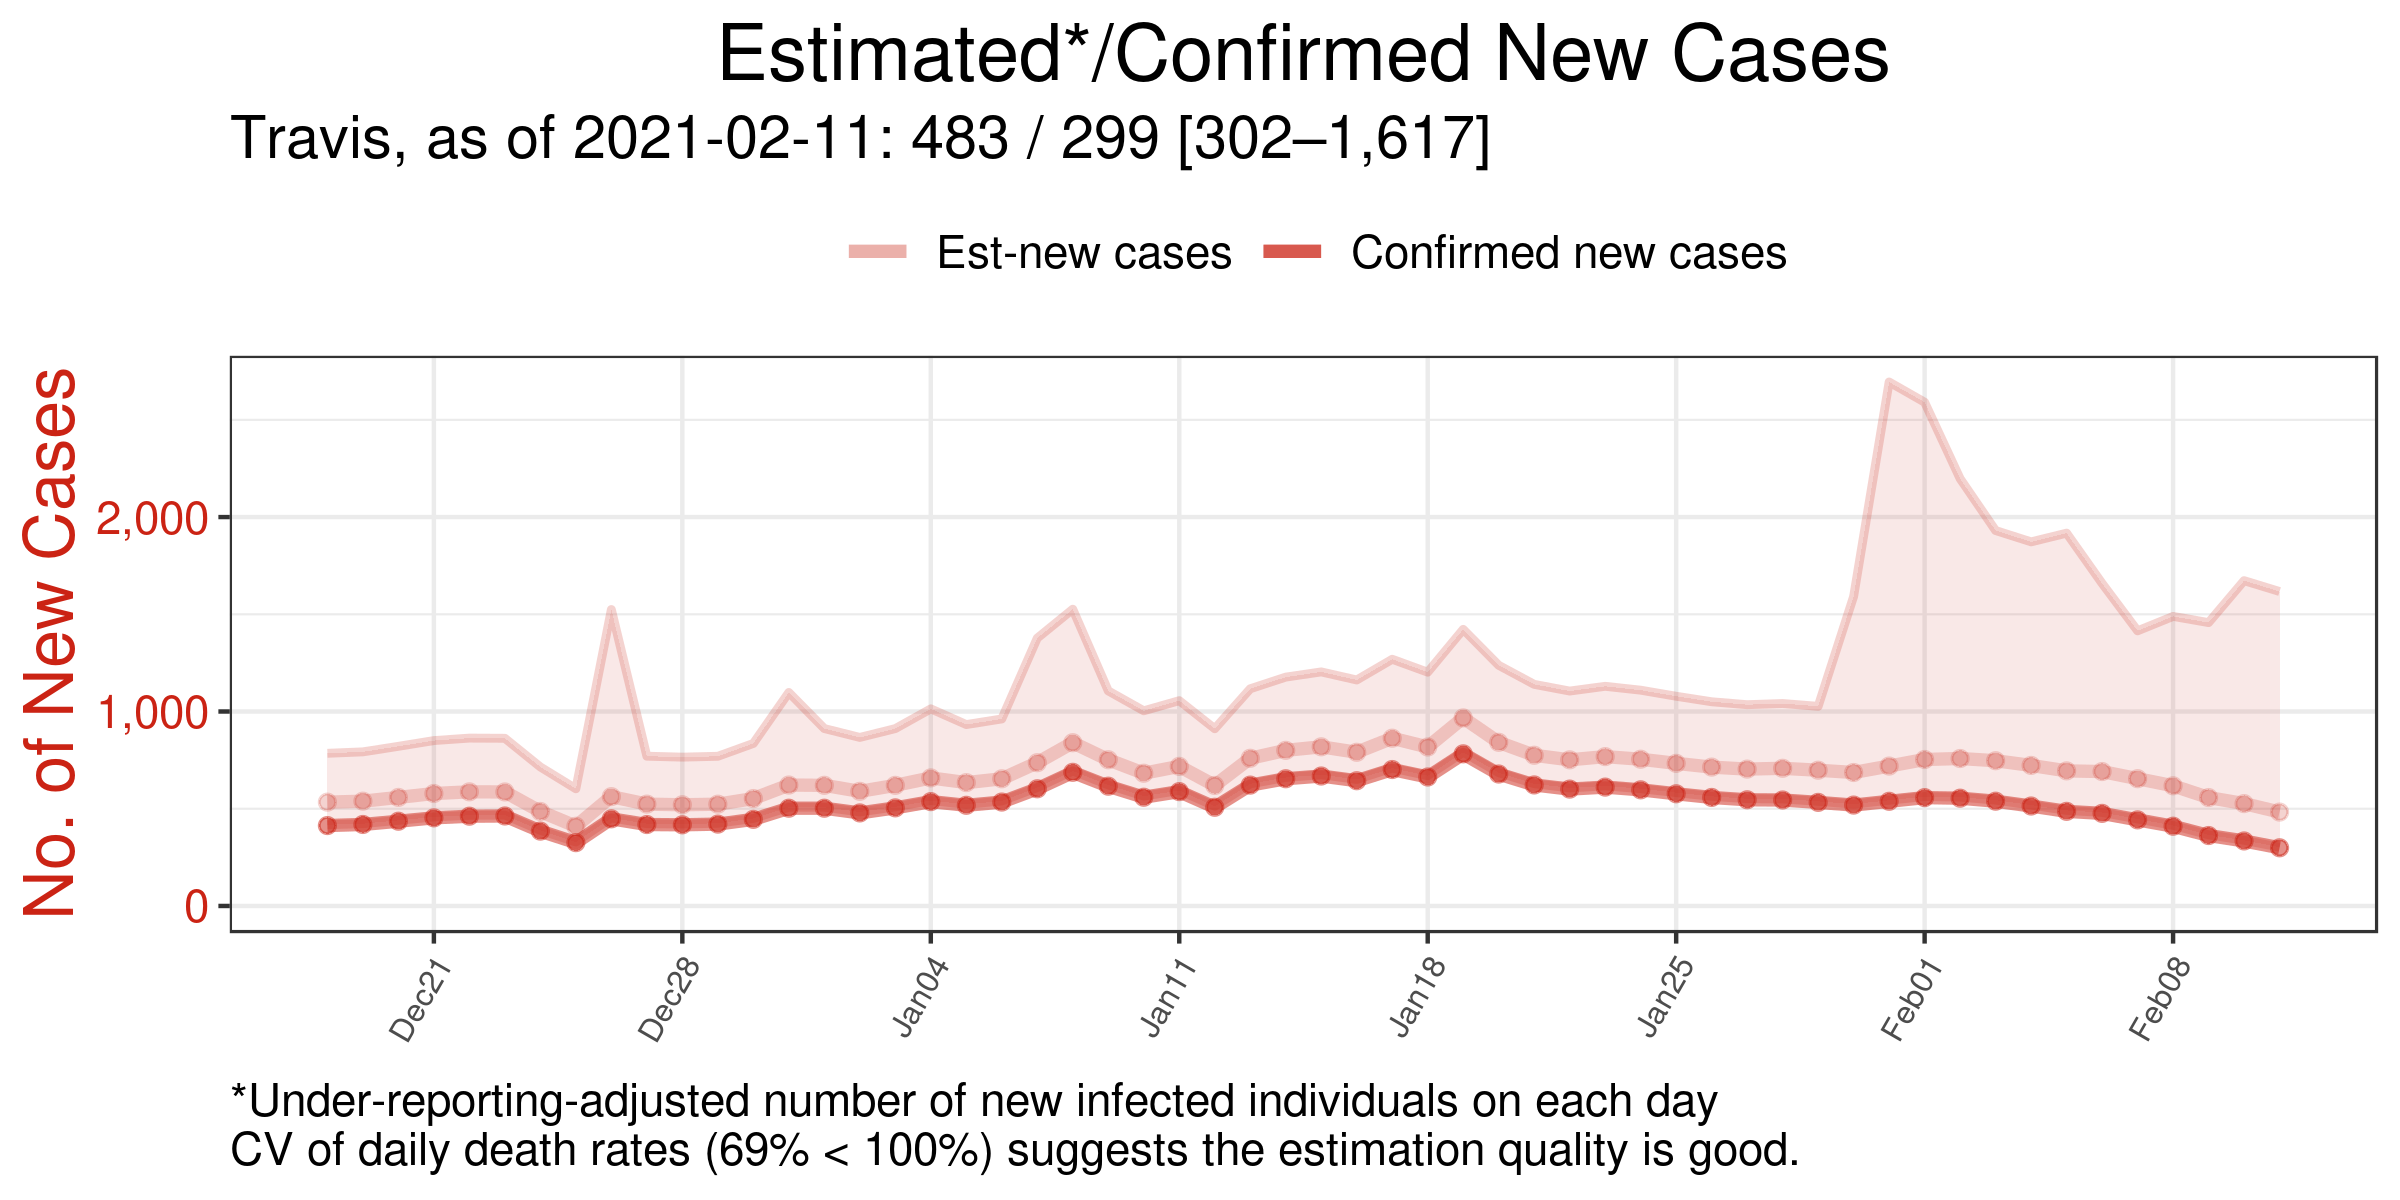 Estimated*/Confirmed New Cases
Travis, as of 2021-02-11: 483 / 299 [302–1,617]
Est-new cases Confirmed new cases
No. of New Cases
2,000
1,000
0
Dec21 Dec28 Jan04 Jan11 Jan18 Jan25 Feb01 Feb08
*Under-reporting-adjusted number of new infected individuals on each day
CV of daily death rates (69% < 100%) suggests the estimation quality is good.